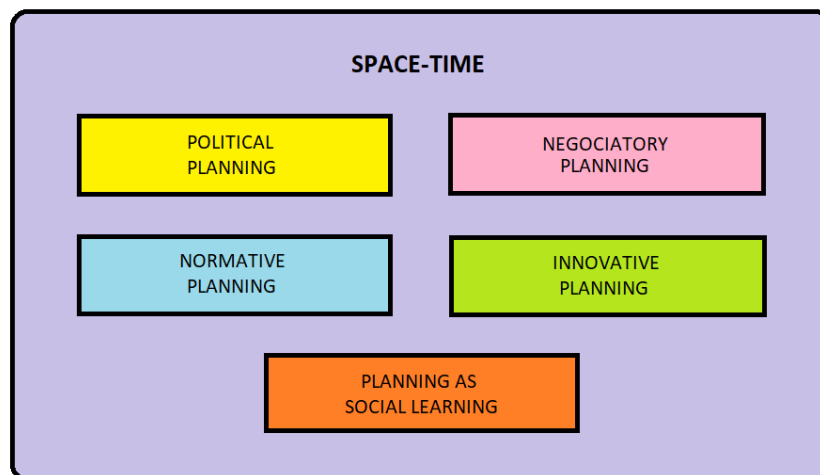 SPACE-TIME
POLITICAL
PLANNING
NEGOCIATORY
PLANNING
NORMATIVE
PLANNING
INNOVATIVE
PLANNING
PLANNING AS
SOCIAL LEARNING